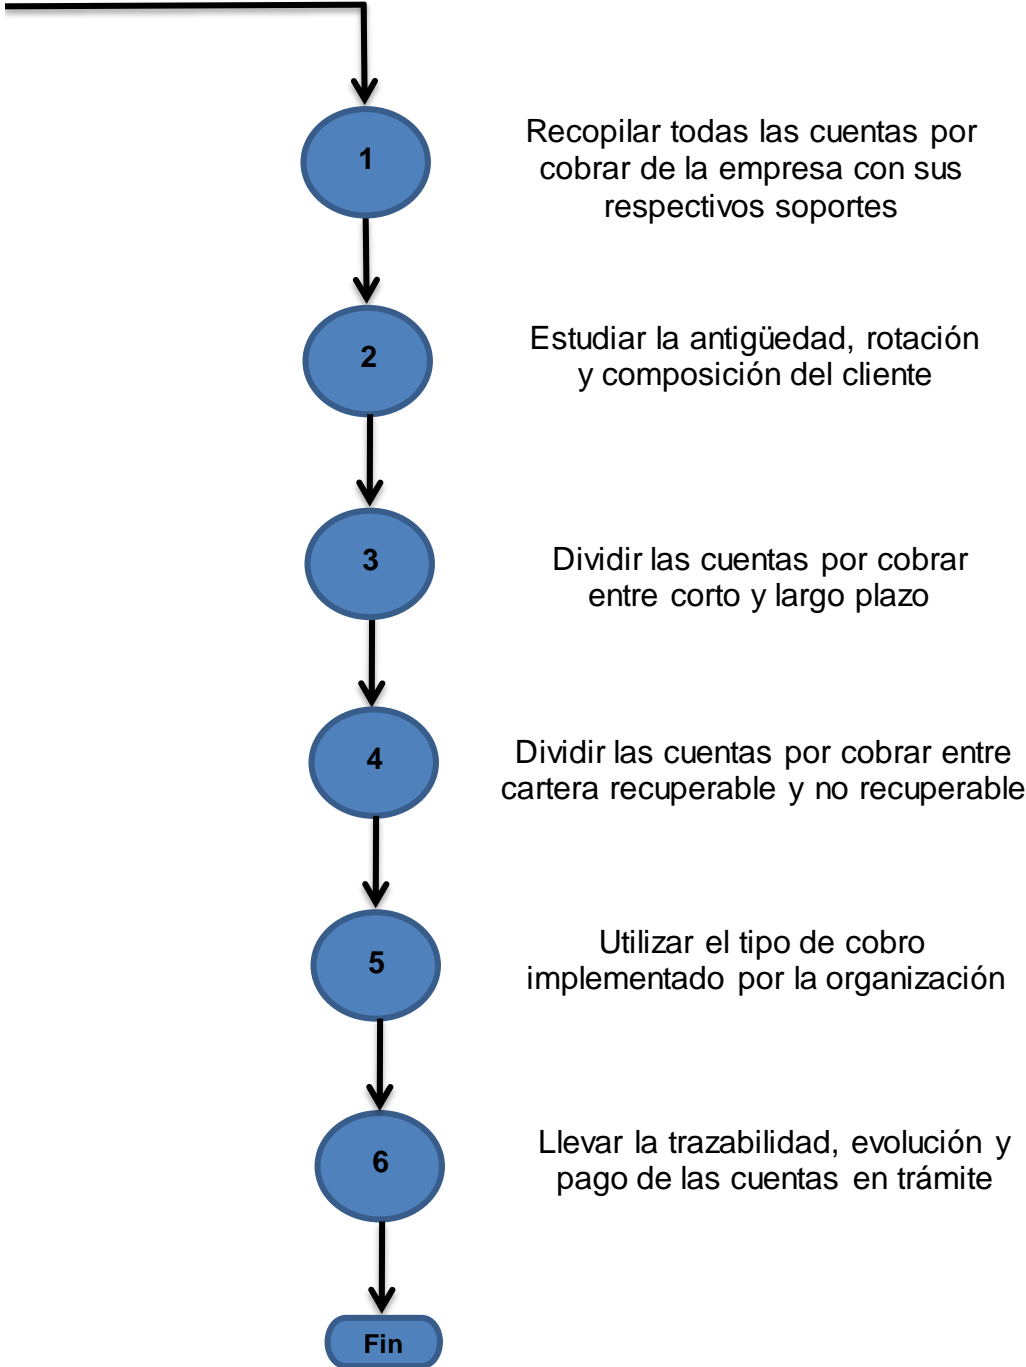 1
Recopilar todas las cuentas por
cobrar de la empresa con sus
respectivos soportes
2
Estudiar la antigüedad, rotación
y composición del cliente
3
Dividir las cuentas por cobrar
entre corto y largo plazo
4
Dividir las cuentas por cobrar entre
cartera recuperable y no recuperable
5
Utilizar el tipo de cobro
implementado por la organización
6
Llevar la trazabilidad, evolución y
pago de las cuentas en trámite
Fin